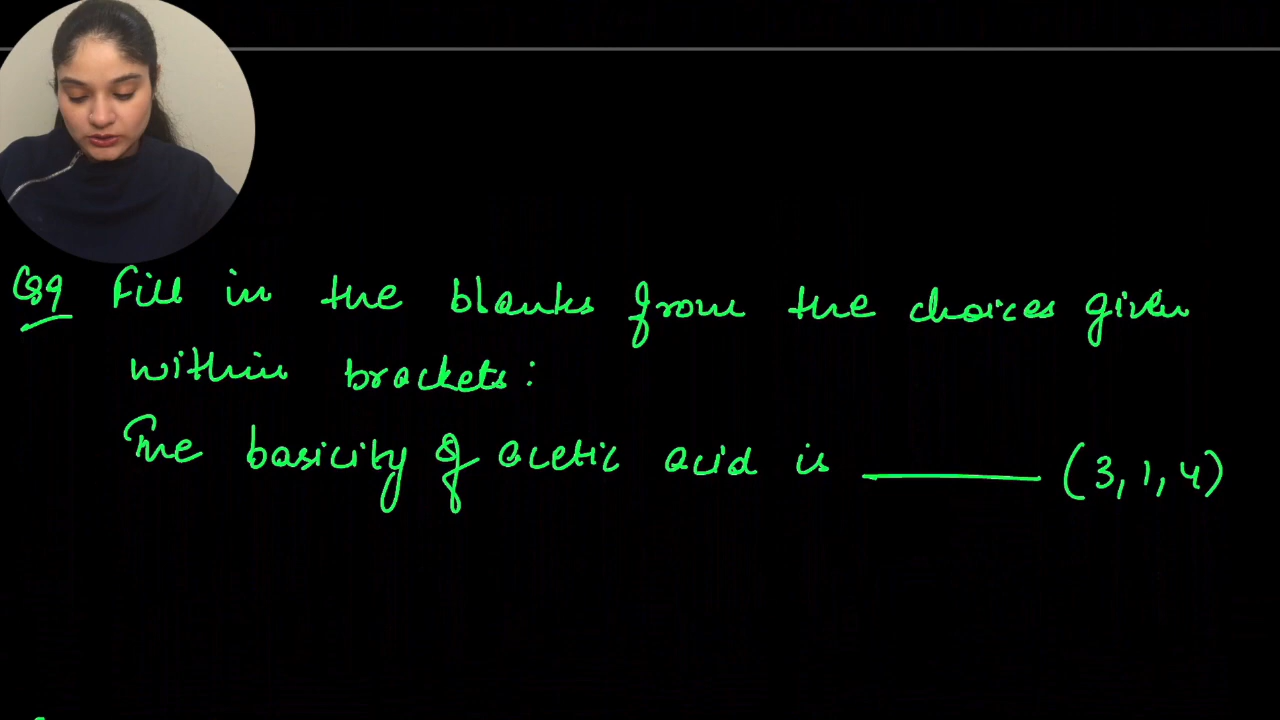 Q9 Fill in the blanks from the choices given
within brackets:
The basicity of acetic acid is ________ (3, 1, 4)